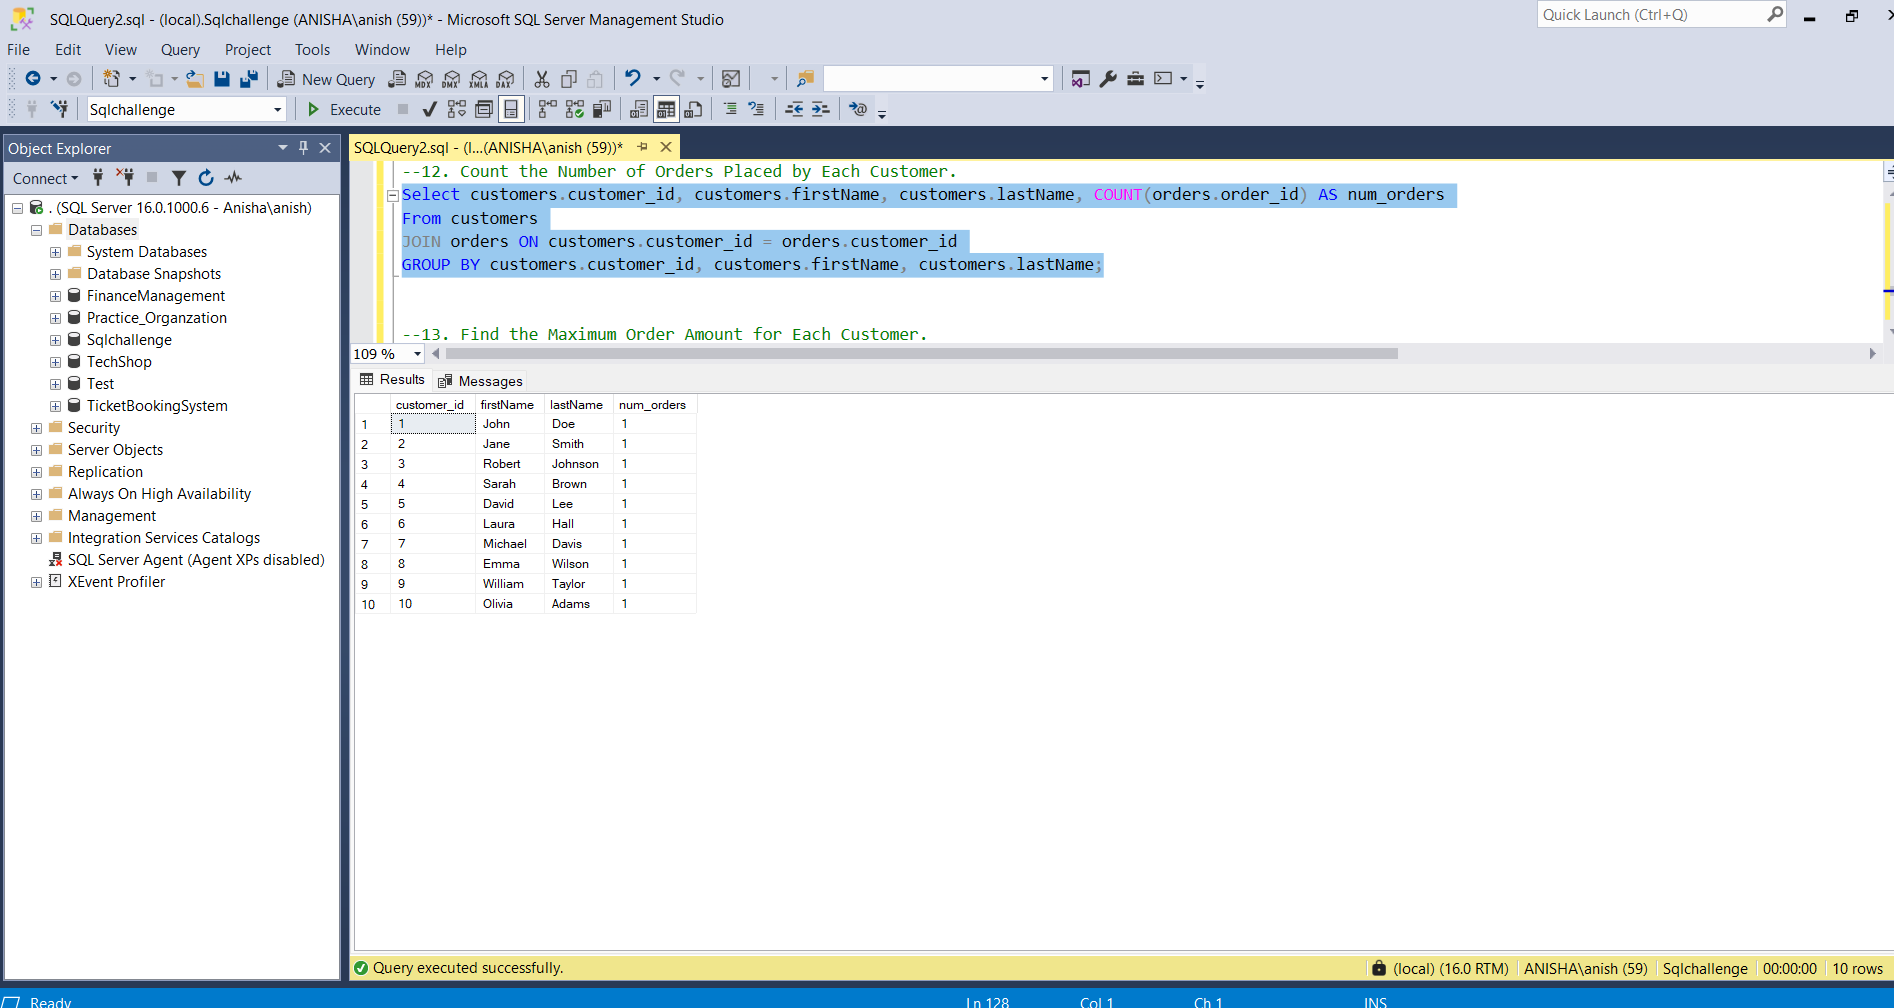 SQLQuery2.sql - (local).Sqlchallenge (ANISHA\anish (59))* - Microsoft SQL Server Management Studio
Quick Launch (Ctrl+Q)
File Edit View Query Project Tools Window Help
New Query MDX DMX XMLA DAX
Sqlchallenge Execute
Object Explorer
Connect
. (SQL Server 16.0.1000.6 - Anisha\anish)
Databases
System Databases
Database Snapshots
FinanceManagement
Practice_Organzation
Sqlchallenge
TechShop
Test
TicketBookingSystem
Security
Server Objects
Replication
Always On High Availability
Management
Integration Services Catalogs
SQL Server Agent (Agent XPs disabled)
XEvent Profiler
SQLQuery2.sql - (l...(ANISHA\anish (59))*
--12. Count the Number of Orders Placed by Each Customer.
Select customers.customer_id, customers.firstName, customers.lastName, COUNT(orders.order_id) AS num_orders
From customers
JOIN orders ON customers.customer_id = orders.customer_id
GROUP BY customers.customer_id, customers.firstName, customers.lastName;
--13. Find the Maximum Order Amount for Each Customer.
109 %
Results Messages
customer_id firstName lastName num_orders
1 1 John Doe 1
2 2 Jane Smith 1
3 3 Robert Johnson 1
4 4 Sarah Brown 1
5 5 David Lee 1
6 6 Laura Hall 1
7 7 Michael Davis 1
8 8 Emma Wilson 1
9 9 William Taylor 1
10 10 Olivia Adams 1
Query executed successfully. (local) (16.0 RTM) ANISHA\anish (59) Sqlchallenge 00:00:00 10 rows
Ready Ln 128 Col 1 Ch 1 INS